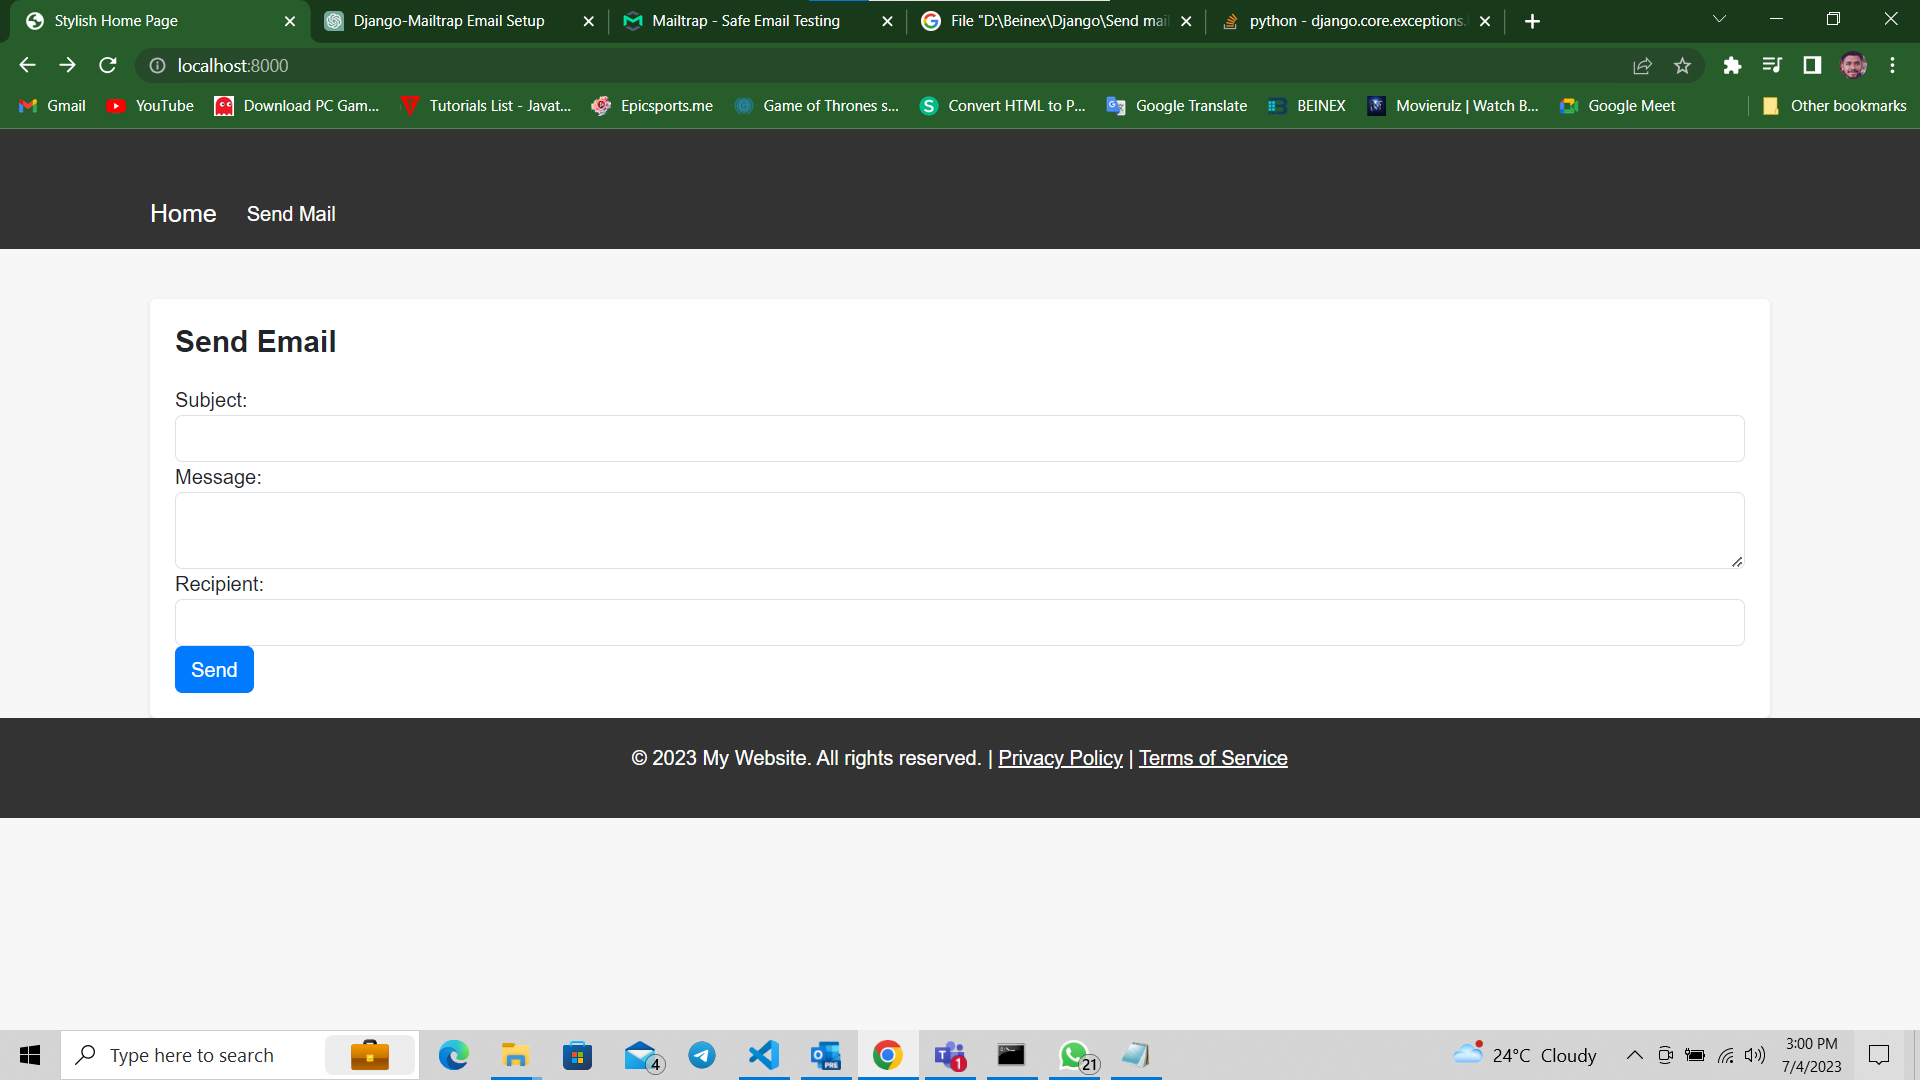 Stylish Home Page
Django-Mailtrap Email Setup
Mailtrap - Safe Email Testing
File "D:\Beinex\Django\Send mail
python - django.core.exceptions.
localhost:8000
Gmail
YouTube
Download PC Gam...
Tutorials List - Javat...
Epicsports.me
Game of Thrones s...
Convert HTML to P...
Google Translate
BEINEX
Movierulz | Watch B...
Google Meet
Other bookmarks
Home
Send Mail
Send Email
Subject:
Message:
Recipient:
Send
© 2023 My Website. All rights reserved. | Privacy Policy | Terms of Service
Type here to search
4
PRE
1
21
24°C Cloudy
3:00 PM
7/4/2023